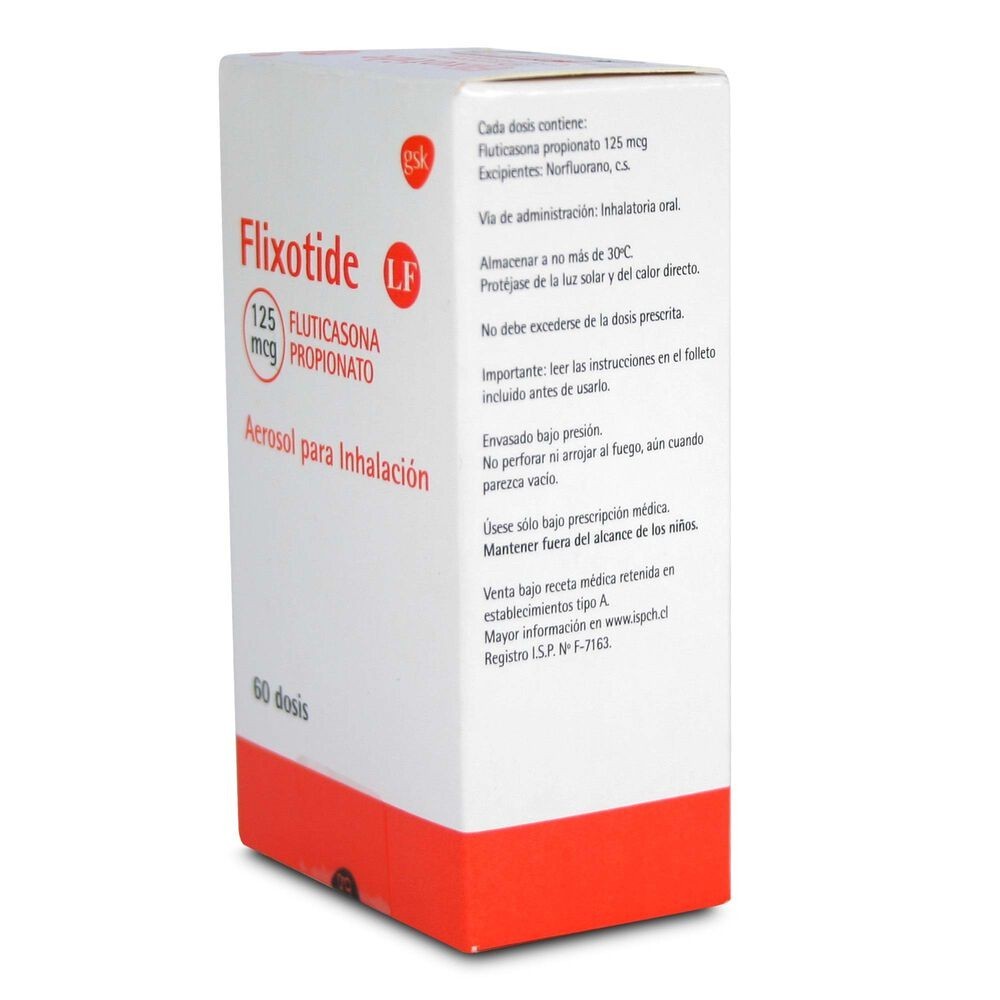 gsk
Flixotide LF
125
mcg
FLUTICASONA
PROPIONATO
Aerosol para Inhalación
60 dosis
Cada dosis contiene:
Fluticasona propionato 125 mcg
Excipientes: Norfluorano, c.s.
Vía de administración: Inhalatoria oral.
Almacenar a no más de 30ºC.
Protéjase de la luz solar y del calor directo.
No debe excederse de la dosis prescrita.
Importante: leer las instrucciones en el folleto
incluido antes de usarlo.
Envasado bajo presión.
No perforar ni arrojar al fuego, aún cuando
parezca vacío.
Úsese sólo bajo prescripción médica.
Mantener fuera del alcance de los niños.
Venta bajo receta médica retenida en
establecimientos tipo A.
Mayor información en www.ispch.cl
Registro I.S.P. Nº F-7163.